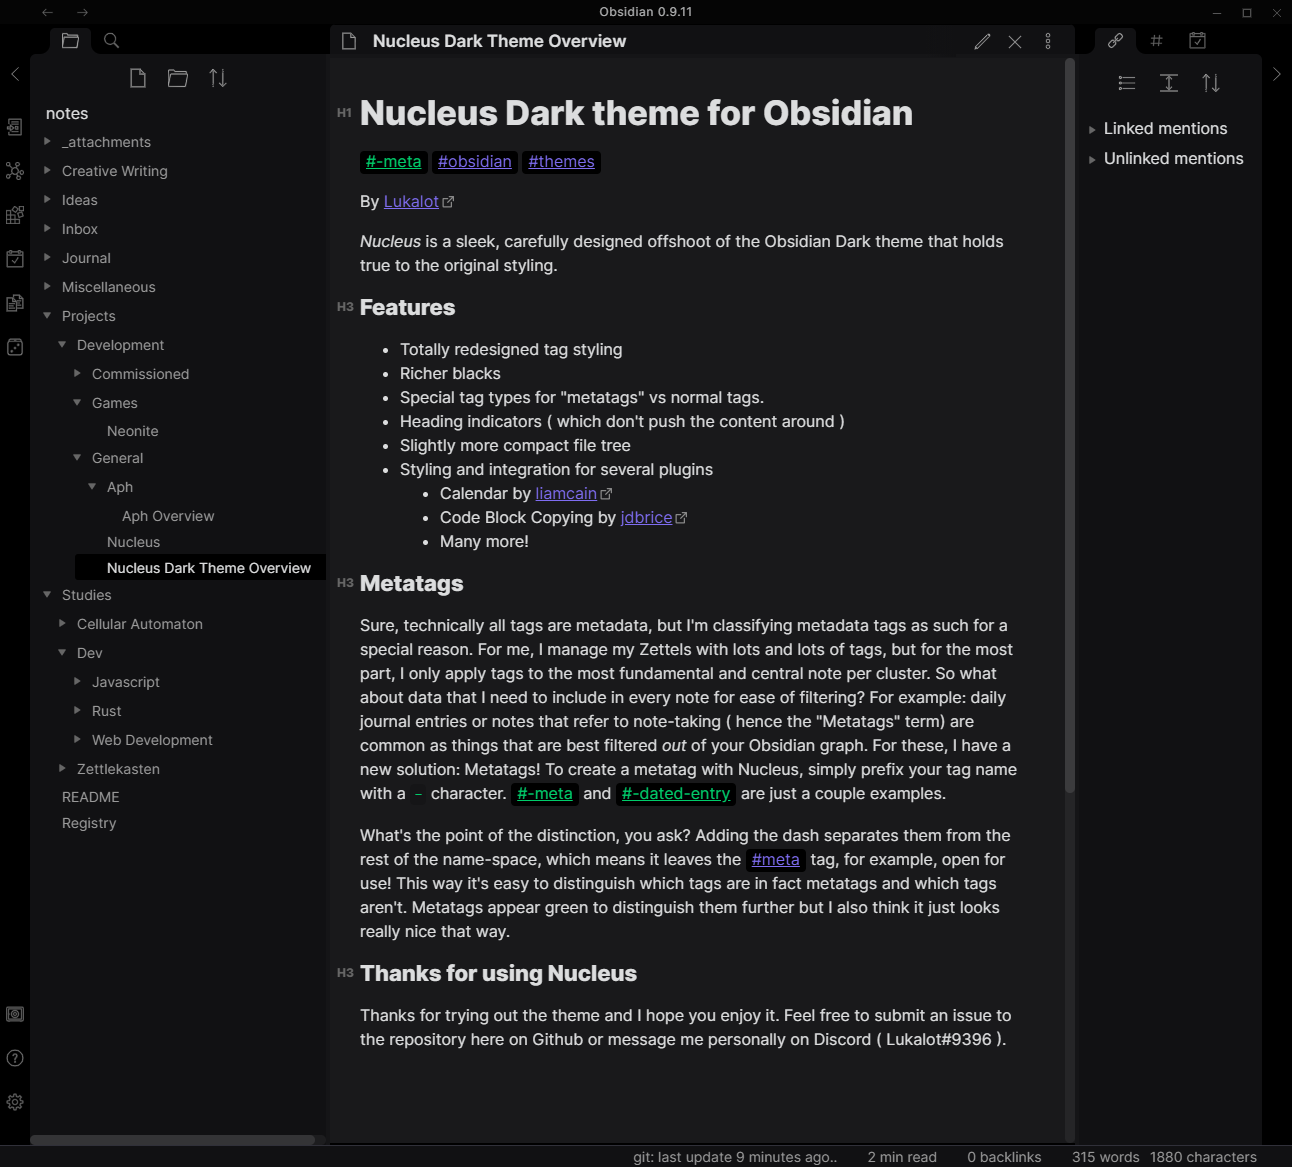 Obsidian 0.9.11
Nucleus Dark Theme Overview
notes
_attachments
Creative Writing
Ideas
Inbox
Journal
Miscellaneous
Projects
Development
Commissioned
Games
Neonite
General
Aph
Aph Overview
Nucleus
Nucleus Dark Theme Overview
Studies
Cellular Automaton
Dev
Javascript
Rust
Web Development
Zettlekasten
README
Registry
H1 Nucleus Dark theme for Obsidian
#-meta #obsidian #themes
By Lukalot
Nucleus is a sleek, carefully designed offshoot of the Obsidian Dark theme that holds
true to the original styling.
H3 Features
• Totally redesigned tag styling
• Richer blacks
• Special tag types for "metatags" vs normal tags.
• Heading indicators ( which don't push the content around )
• Slightly more compact file tree
• Styling and integration for several plugins
• Calendar by liamcain
• Code Block Copying by jdbrice
• Many more!
H3 Metatags
Sure, technically all tags are metadata, but I'm classifying metadata tags as such for a
special reason. For me, I manage my Zettels with lots and lots of tags, but for the most
part, I only apply tags to the most fundamental and central note per cluster. So what
about data that I need to include in every note for ease of filtering? For example: daily
journal entries or notes that refer to note-taking ( hence the "Metatags" term) are
common as things that are best filtered out of your Obsidian graph. For these, I have a
new solution: Metatags! To create a metatag with Nucleus, simply prefix your tag name
with a - character. #-meta and #-dated-entry are just a couple examples.
What's the point of the distinction, you ask? Adding the dash separates them from the
rest of the name-space, which means it leaves the #meta tag, for example, open for
use! This way it's easy to distinguish which tags are in fact metatags and which tags
aren't. Metatags appear green to distinguish them further but I also think it just looks
really nice that way.
H3 Thanks for using Nucleus
Thanks for trying out the theme and I hope you enjoy it. Feel free to submit an issue to
the repository here on Github or message me personally on Discord ( Lukalot#9396 ).
Linked mentions
Unlinked mentions
git: last update 9 minutes ago.. 2 min read 0 backlinks 315 words 1880 characters